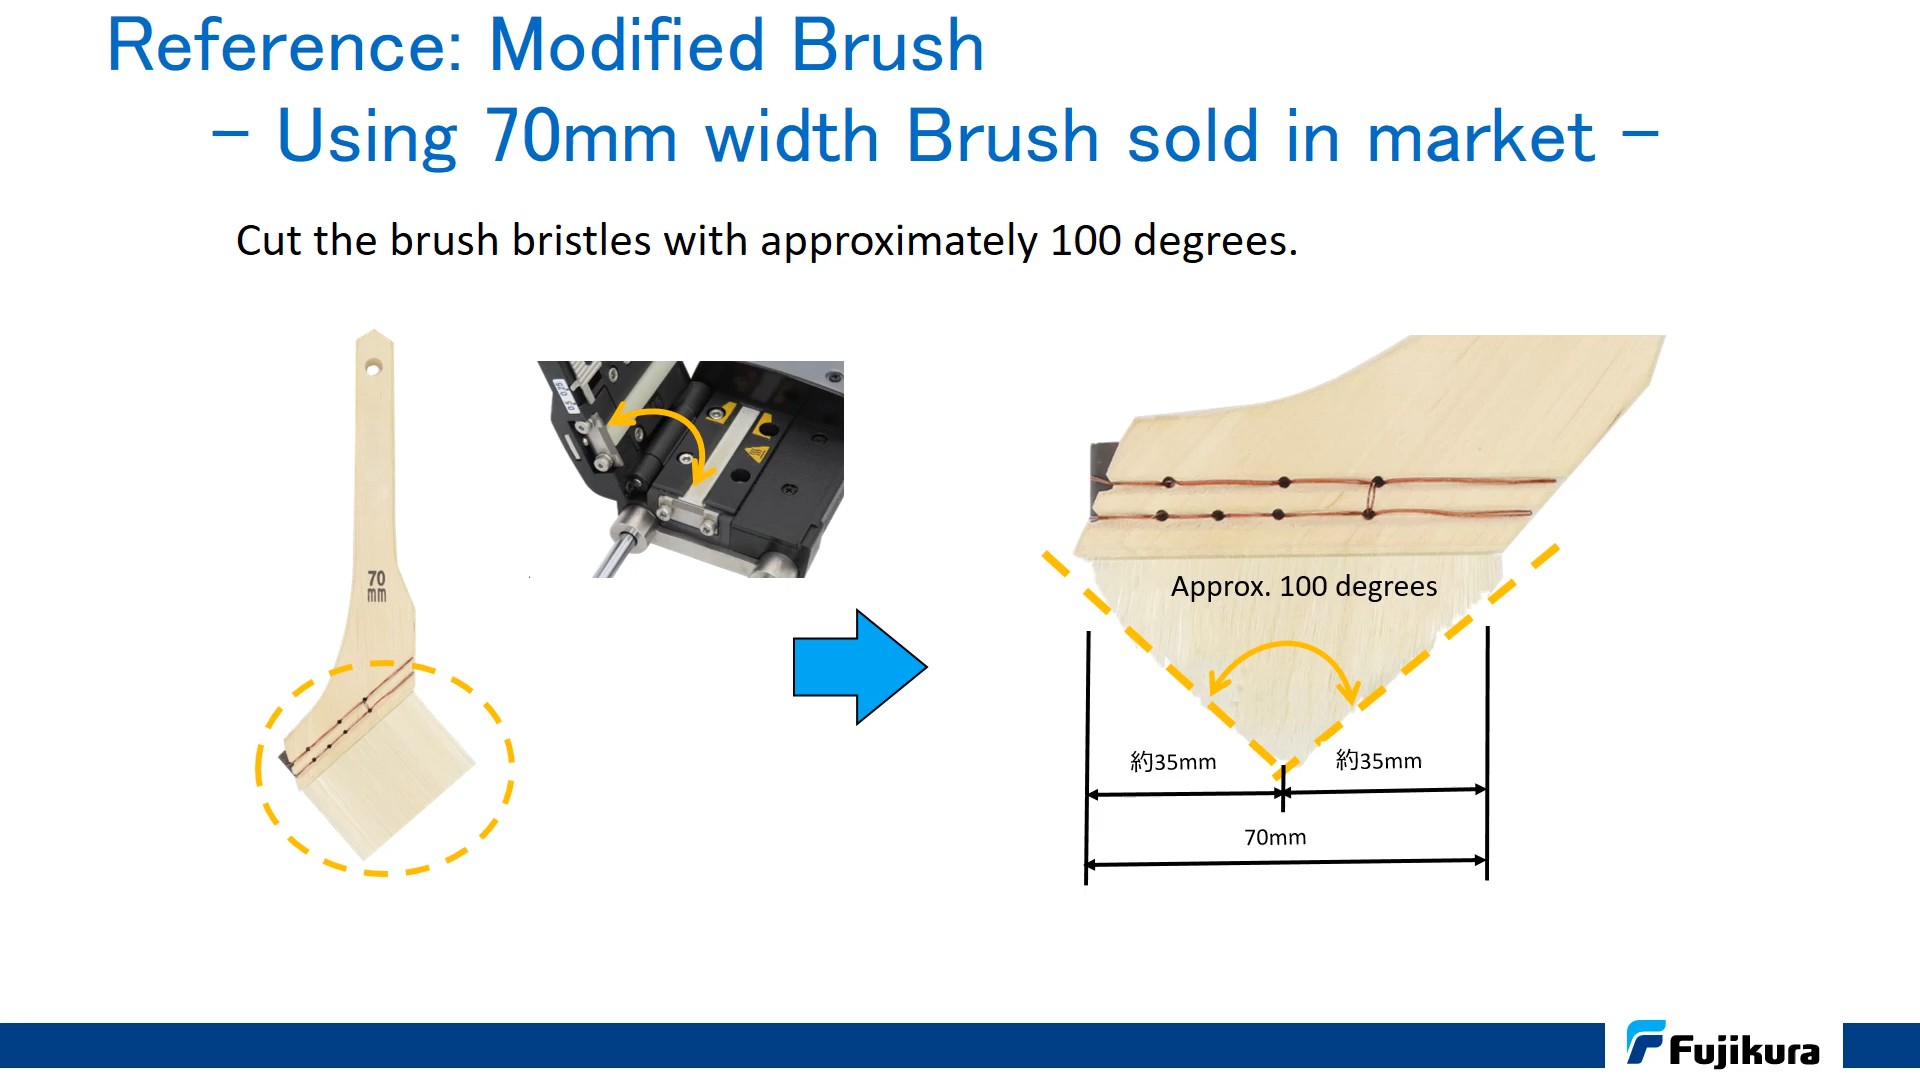 Reference: Modified Brush
- Using 70mm width Brush sold in market -
Cut the brush bristles with approximately 100 degrees.
70
mm
Approx. 100 degrees
約35mm
約35mm
70mm
Fujikura